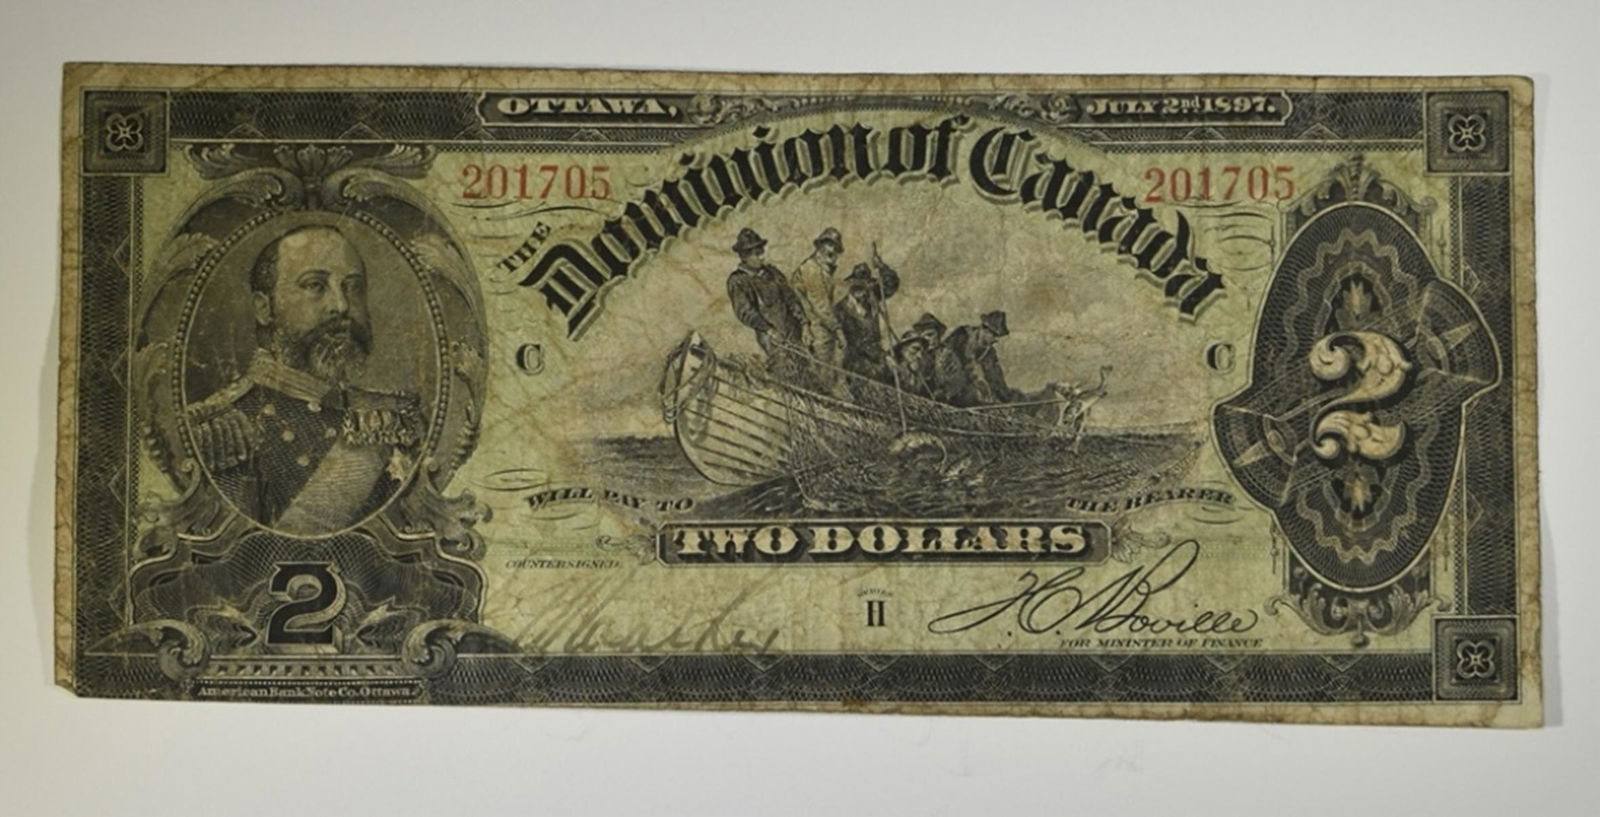 OTTAWA, JULY 2nd 1897.
201705 201705
THE Dominion of Canada
C C
2
WILL PAY TO THE BEARER
TWO DOLLARS
COUNTERSIGNED
2
SERIES
H
T.C. Boville
FOR MINISTER OF FINANCE
American Bank Note Co. Ottawa.